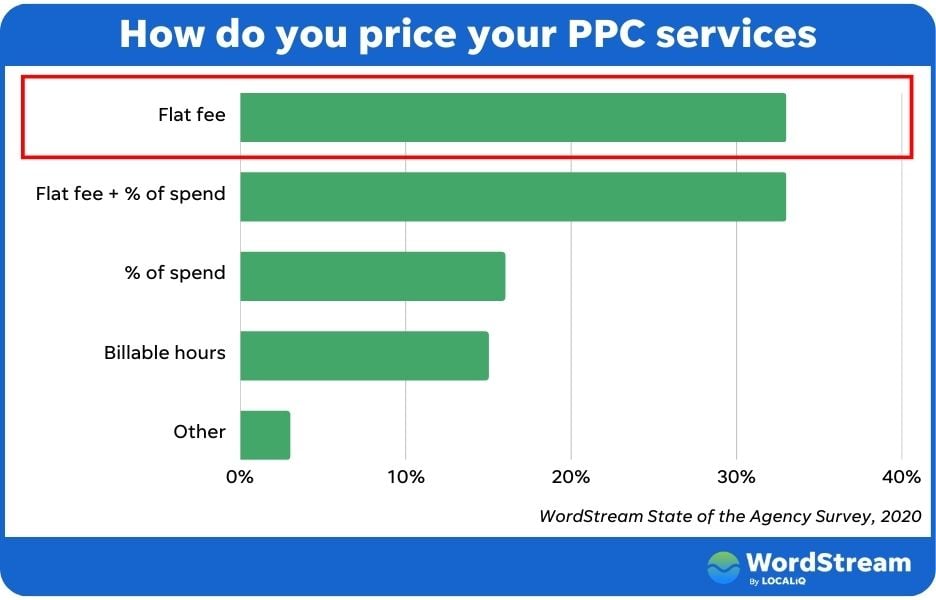 How do you price your PPC services
Flat fee
Flat fee + % of spend
% of spend
Billable hours
Other
0% 10% 20% 30% 40%
WordStream State of the Agency Survey, 2020
WordStream
By LOCALiQ